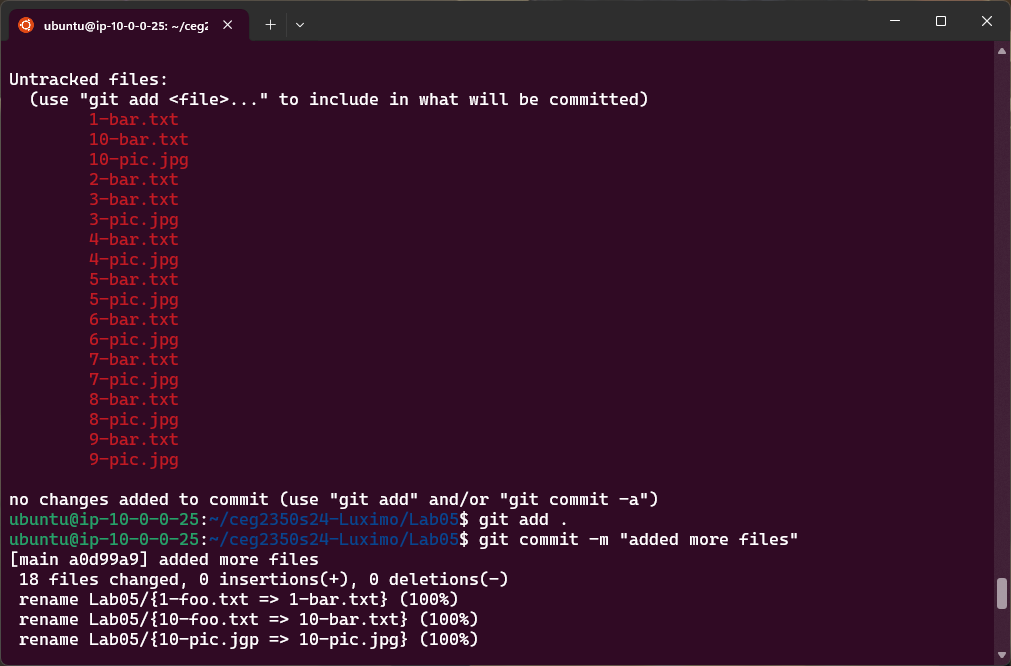 ubuntu@ip-10-0-0-25: ~/ceg2
Untracked files:
  (use "git add <file>..." to include in what will be committed)
        1-bar.txt
        10-bar.txt
        10-pic.jpg
        2-bar.txt
        3-bar.txt
        3-pic.jpg
        4-bar.txt
        4-pic.jpg
        5-bar.txt
        5-pic.jpg
        6-bar.txt
        6-pic.jpg
        7-bar.txt
        7-pic.jpg
        8-bar.txt
        8-pic.jpg
        9-bar.txt
        9-pic.jpg
no changes added to commit (use "git add" and/or "git commit -a")
ubuntu@ip-10-0-0-25:~/ceg2350s24-Luximo/Lab05$ git add .
ubuntu@ip-10-0-0-25:~/ceg2350s24-Luximo/Lab05$ git commit -m "added more files"
[main a0d99a9] added more files
 18 files changed, 0 insertions(+), 0 deletions(-)
 rename Lab05/{1-foo.txt => 1-bar.txt} (100%)
 rename Lab05/{10-foo.txt => 10-bar.txt} (100%)
 rename Lab05/{10-pic.jgp => 10-pic.jpg} (100%)